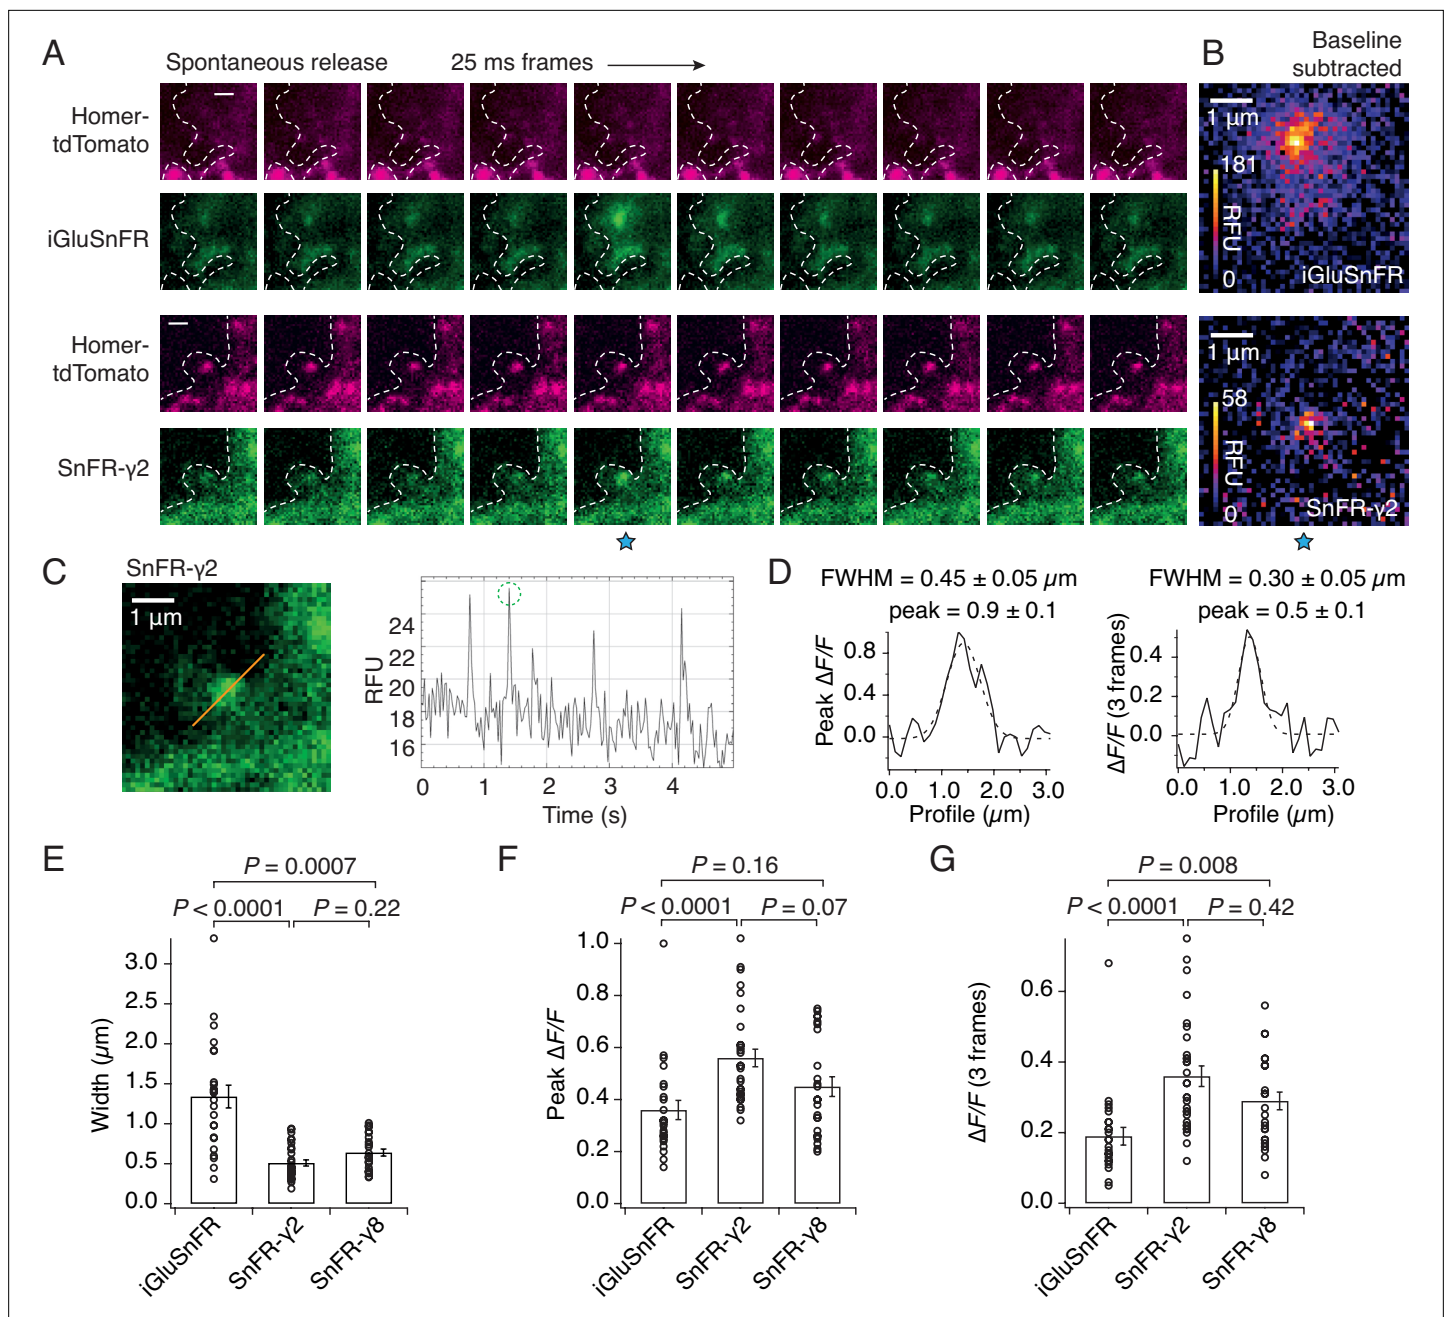 A
Spontaneous release
25 ms frames
Homer-
tdTomato
iGluSnFR
Homer-
tdTomato
SnFR-γ2
B
Baseline
subtracted
1 µm
181
RFU
0
iGluSnFR
1 µm
58
RFU
0
SnFR-γ2
C
SnFR-γ2
1 µm
RFU
24
22
20
18
16
0
1
2
3
4
Time (s)
D
FWHM = 0.45 ± 0.05 µm
peak = 0.9 ± 0.1
Peak ΔF/F
0.8
0.4
0.0
0.0
1.0
2.0
3.0
Profile (µm)
FWHM = 0.30 ± 0.05 µm
peak = 0.5 ± 0.1
ΔF/F (3 frames)
0.4
0.2
0.0
0.0
1.0
2.0
3.0
Profile (µm)
E
P = 0.0007
P < 0.0001
P = 0.22
Width (µm)
3.0
2.5
2.0
1.5
1.0
0.5
0.0
iGluSnFR
SnFR-γ2
SnFR-γ8
F
P = 0.16
P < 0.0001
P = 0.07
Peak ΔF/F
1.0
0.8
0.6
0.4
0.2
0.0
iGluSnFR
SnFR-γ2
SnFR-γ8
G
P = 0.008
P < 0.0001
P = 0.42
ΔF/F (3 frames)
0.6
0.4
0.2
0.0
iGluSnFR
SnFR-γ2
SnFR-γ8